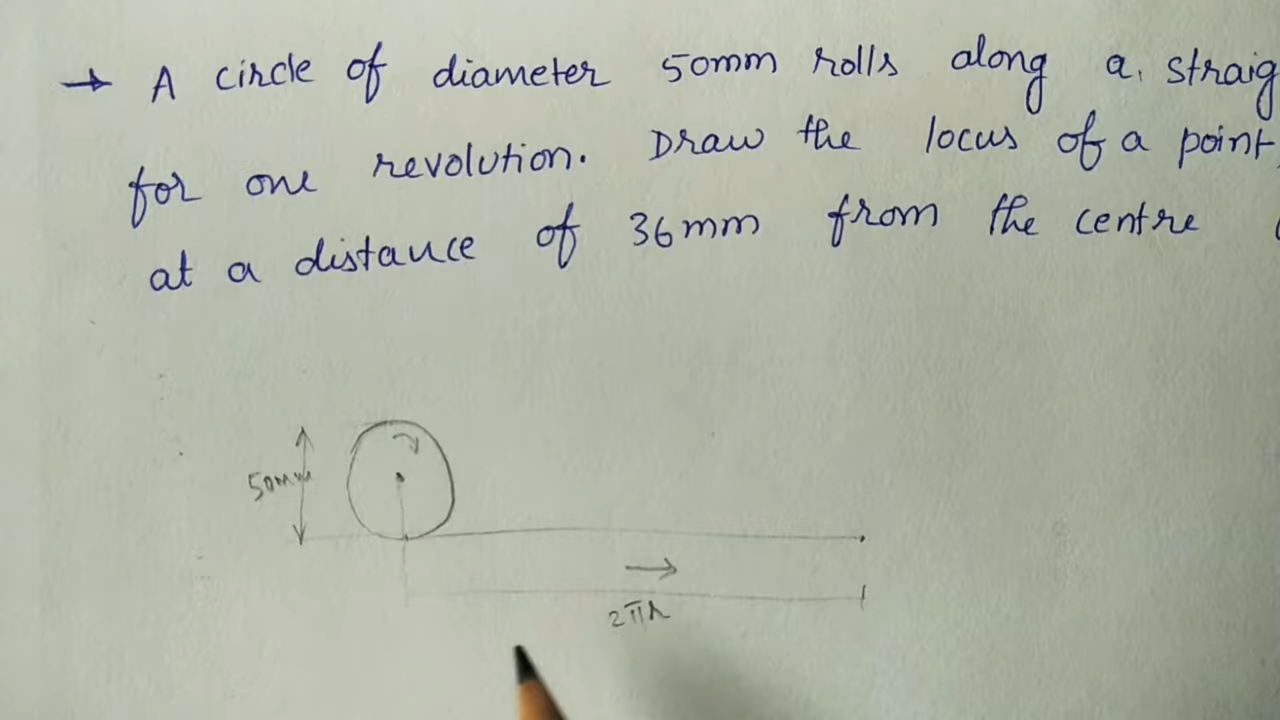 → A circle of diameter 50mm rolls along a straig
for one revolution. Draw the locus of a point
at a distance of 36mm from the centre
50mm
2πr